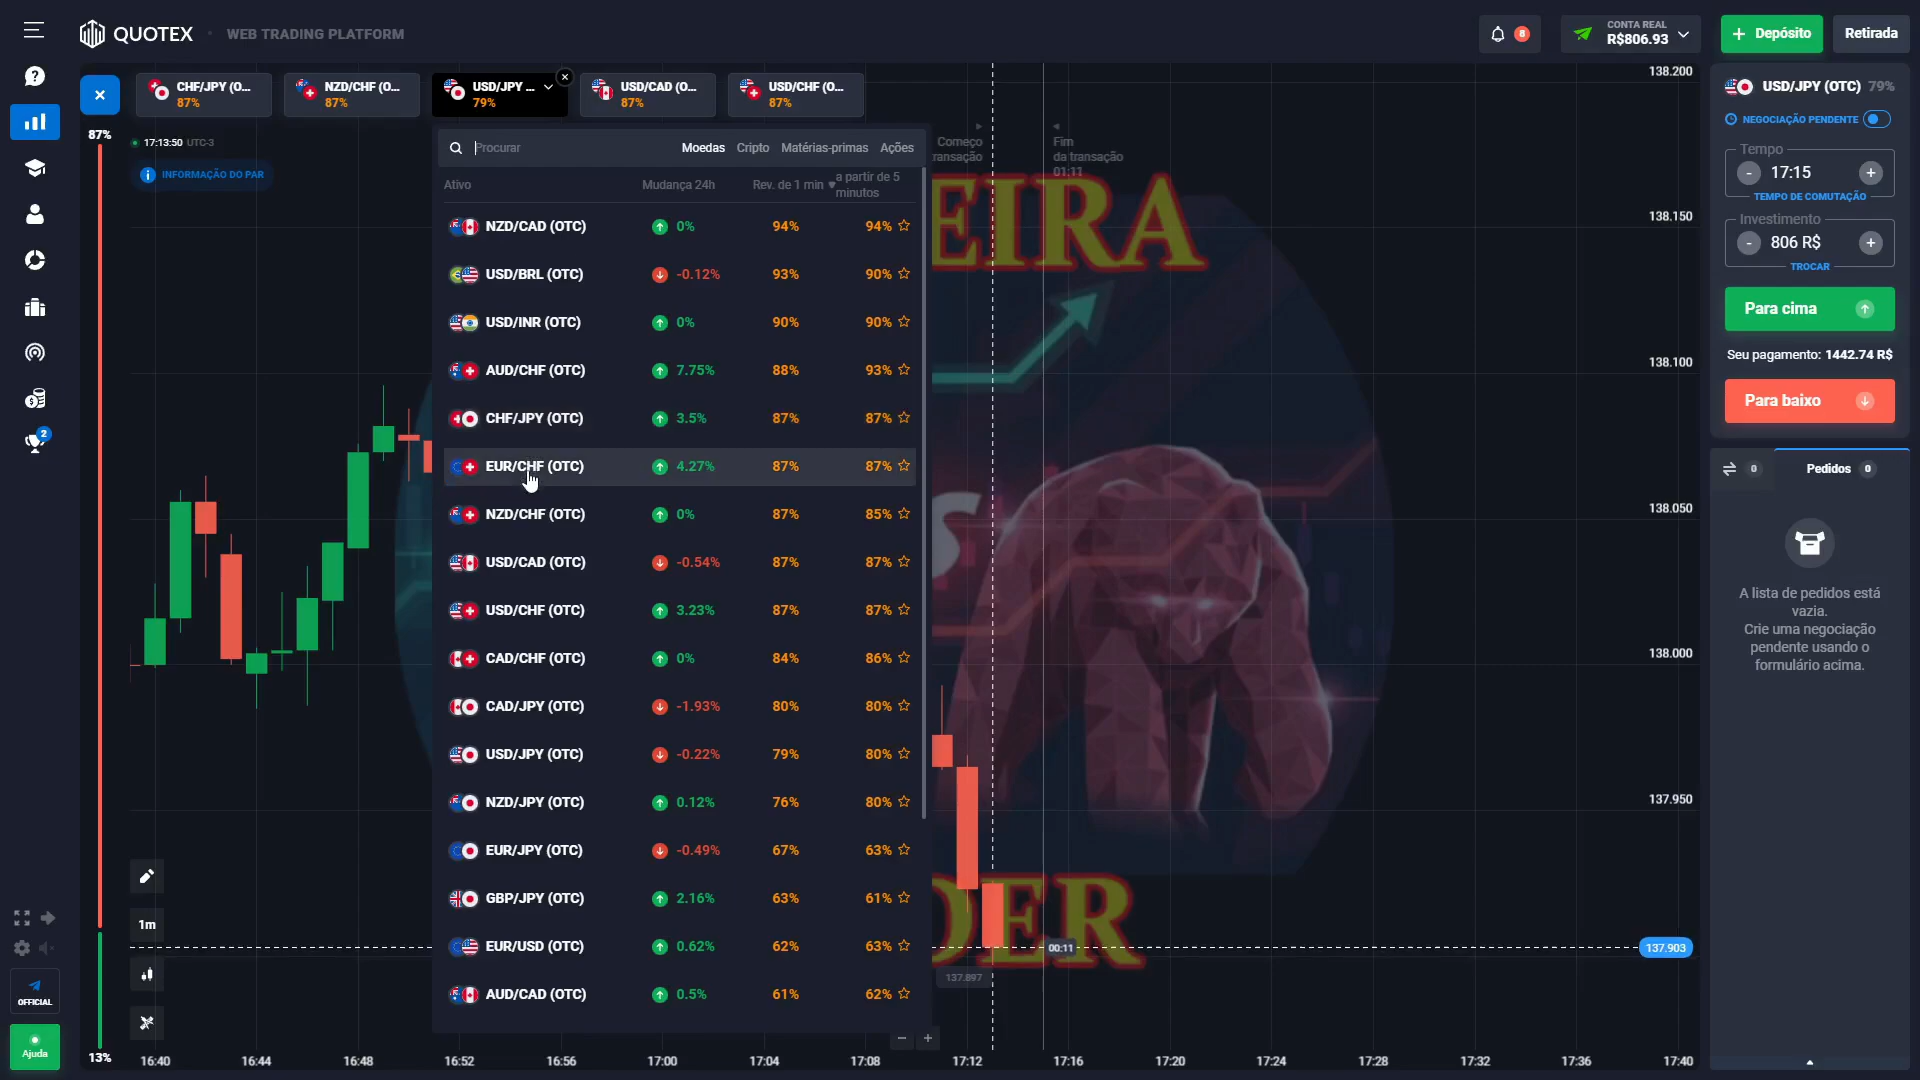 QUOTEX
WEB TRADING PLATFORM
8
CONTA REAL
R$806.93
Depósito
Retirada
CHF/JPY (O...
87%
NZD/CHF (O...
87%
USD/JPY ...
79%
USD/CAD (O...
87%
USD/CHF (O...
87%
87%
17:13:50 UTC-3
INFORMAÇÃO DO PAR
Procurar
Moedas
Cripto
Matérias-primas
Ações
Ativo
Mudança 24h
Rev. de 1 min
a partir de 5
minutos
NZD/CAD (OTC) 0% 94% 94%
USD/BRL (OTC) -0.12% 93% 90%
USD/INR (OTC) 0% 90% 90%
AUD/CHF (OTC) 7.75% 88% 93%
CHF/JPY (OTC) 3.5% 87% 87%
EUR/CHF (OTC) 4.27% 87% 87%
NZD/CHF (OTC) 0% 87% 85%
USD/CAD (OTC) -0.54% 87% 87%
USD/CHF (OTC) 3.23% 87% 87%
CAD/CHF (OTC) 0% 84% 86%
CAD/JPY (OTC) -1.93% 80% 80%
USD/JPY (OTC) -0.22% 79% 80%
NZD/JPY (OTC) 0.12% 76% 80%
EUR/JPY (OTC) -0.49% 67% 63%
GBP/JPY (OTC) 2.16% 63% 61%
EUR/USD (OTC) 0.62% 62% 63%
AUD/CAD (OTC) 0.5% 61% 62%
Começo
transação
Fim
da transação
01:11
EIRA
S
DER
00:11
137.897
138.200
138.150
138.100
138.050
138.000
137.950
137.903
2
OFFICIAL
Ajuda
1m
13%
16:40 16:44 16:48 16:52 16:56 17:00 17:04 17:08 17:12 17:16 17:20 17:24 17:28 17:32 17:36 17:40
USD/JPY (OTC) 79%
NEGOCIAÇÃO PENDENTE
Tempo
- 17:15 +
TEMPO DE COMUTAÇÃO
Investimento
- 806 R$ +
TROCAR
Para cima
Seu pagamento: 1442.74 R$
Para baixo
0
Pedidos 0
A lista de pedidos está
vazia.
Crie uma negociação
pendente usando o
formulário acima.